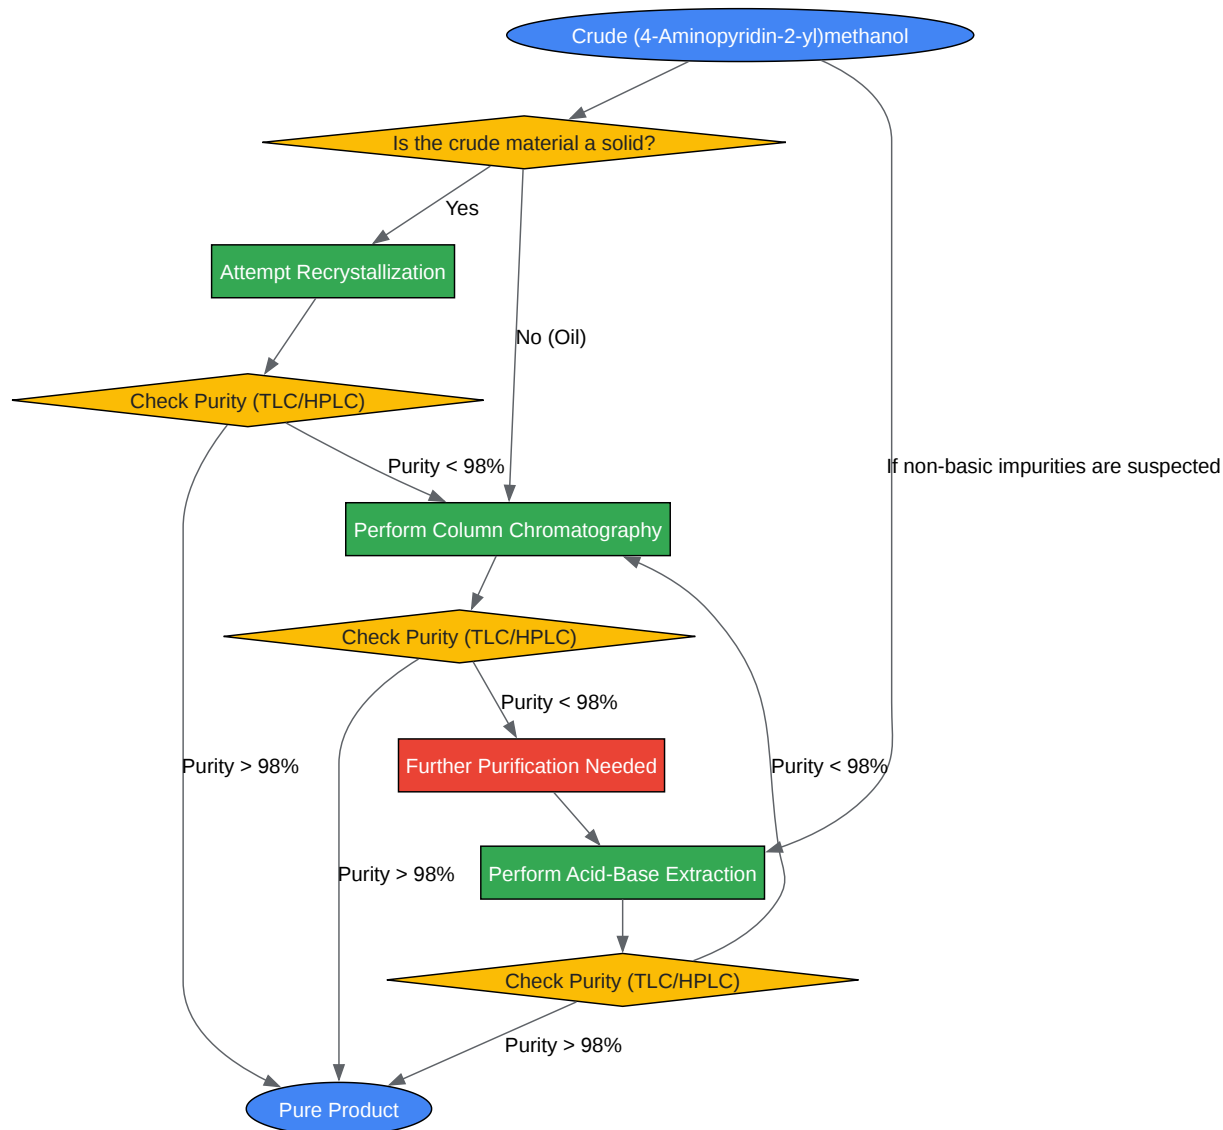 Crude (4-Aminopyridin-2-yl)methanol
Is the crude material a solid?
Yes
Attempt Recrystallization
No (Oil)
Check Purity (TLC/HPLC)
Purity < 98%
If non-basic impurities are suspected
Perform Column Chromatography
Check Purity (TLC/HPLC)
Purity < 98%
Further Purification Needed
Purity > 98%
Purity < 98%
Perform Acid-Base Extraction
Purity > 98%
Check Purity (TLC/HPLC)
Purity > 98%
Pure Product